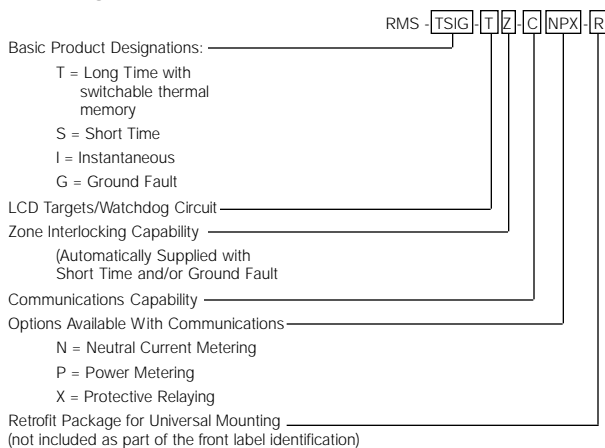 RMS - TSIG - T Z - C NPX - R
Basic Product Designations:
T = Long Time with
switchable thermal
memory
S = Short Time
I = Instantaneous
G = Ground Fault
LCD Targets/Watchdog Circuit
Zone Interlocking Capability
(Automatically Supplied with
Short Time and/or Ground Fault
Communications Capability
Options Available With Communications
N = Neutral Current Metering
P = Power Metering
X = Protective Relaying
Retrofit Package for Universal Mounting
(not included as part of the front label identification)